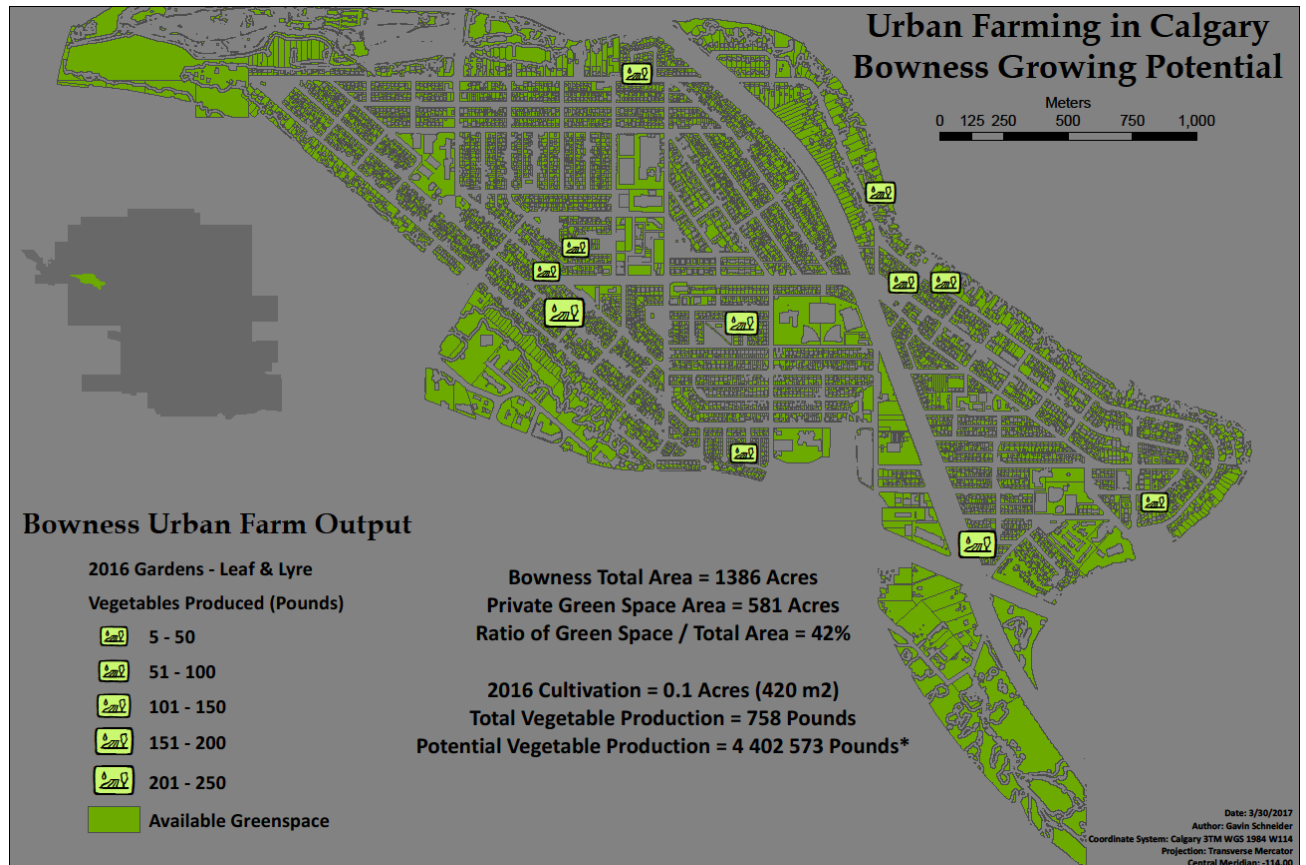 Urban Farming in Calgary
Bowness Growing Potential
Meters
0 125 250 500 750 1,000
Bowness Urban Farm Output
2016 Gardens - Leaf & Lyre
Vegetables Produced (Pounds)
5 - 50
51 - 100
101 - 150
151 - 200
201 - 250
Available Greenspace
Bowness Total Area = 1386 Acres
Private Green Space Area = 581 Acres
Ratio of Green Space / Total Area = 42%
2016 Cultivation = 0.1 Acres (420 m2)
Total Vegetable Production = 758 Pounds
Potential Vegetable Production = 4 402 573 Pounds*
Date: 3/30/2017
Author: Gavin Schneider
Coordinate System: Calgary 3TM WGS 1984 W114
Projection: Transverse Mercator
Central Meridian: -114.00